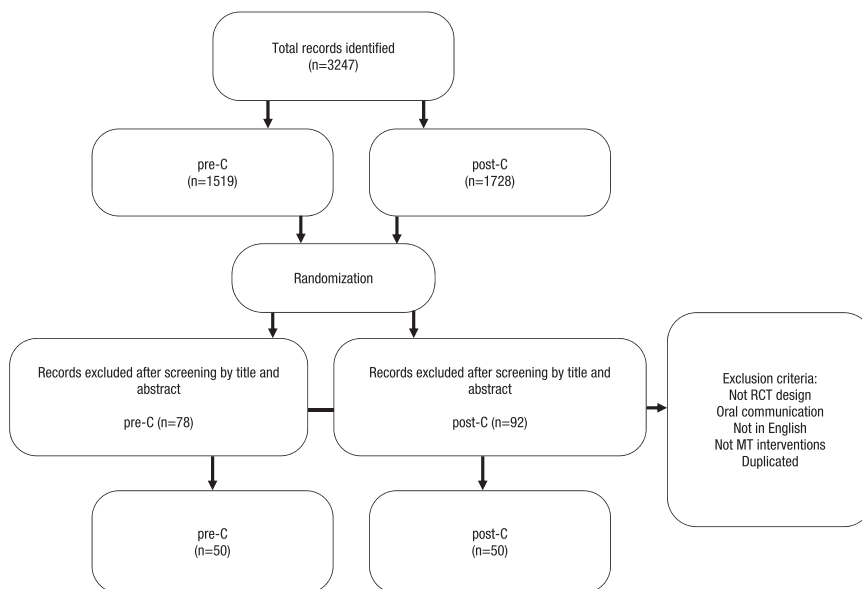 Total records identified
(n=3247)
pre-C
(n=1519)
post-C
(n=1728)
Randomization
Records excluded after screening by title and
abstract
pre-C (n=78)
Records excluded after screening by title and
abstract
post-C (n=92)
Exclusion criteria:
Not RCT design
Oral communication
Not in English
Not MT interventions
Duplicated
pre-C
(n=50)
post-C
(n=50)